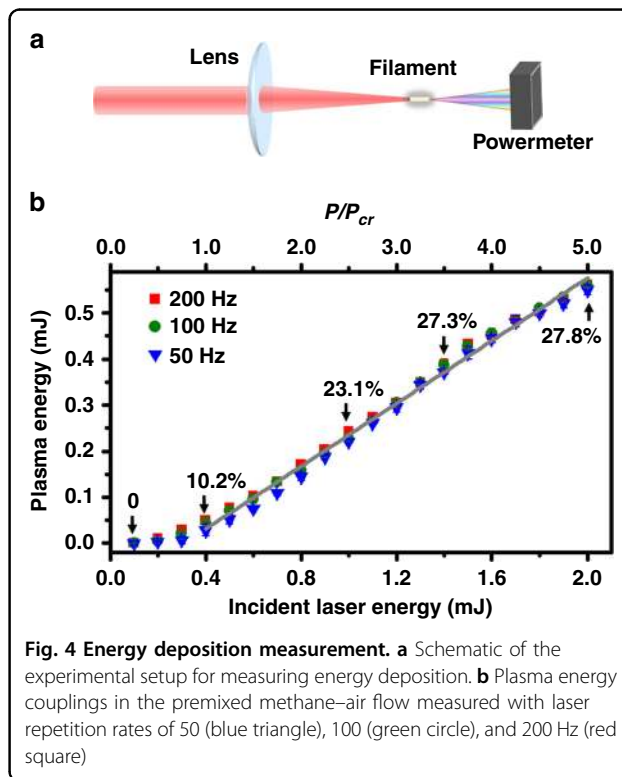 a
Lens
Filament
Powermeter
b
P/Pcr
0.0 1.0 2.0 3.0 4.0 5.0
200 Hz
100 Hz
50 Hz
27.3%
27.8%
23.1%
10.2%
0
Plasma energy (mJ)
0.5
0.4
0.3
0.2
0.1
0.0
0.0 0.4 0.8 1.2 1.6 2.0
Incident laser energy (mJ)
Fig. 4 Energy deposition measurement. a Schematic of the
experimental setup for measuring energy deposition. b Plasma energy
couplings in the premixed methane–air flow measured with laser
repetition rates of 50 (blue triangle), 100 (green circle), and 200 Hz (red
square)